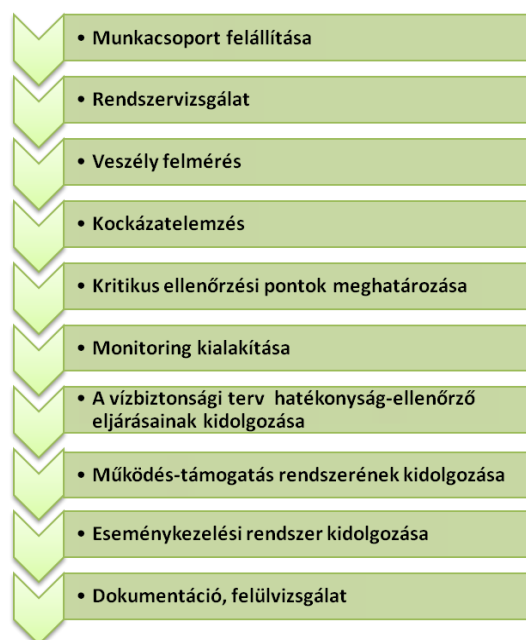 • Munkacsoport felállítása
• Rendszervizsgálat
• Veszély felmérés
• Kockázatelemzés
• Kritikus ellenőrzési pontok meghatározása
• Monitoring kialakítása
• A vízbiztonsági terv hatékonyság-ellenőrző
eljárásainak kidolgozása
• Működés-támogatás rendszerének kidolgozása
• Eseménykezelési rendszer kidolgozása
• Dokumentáció, felülvizsgálat